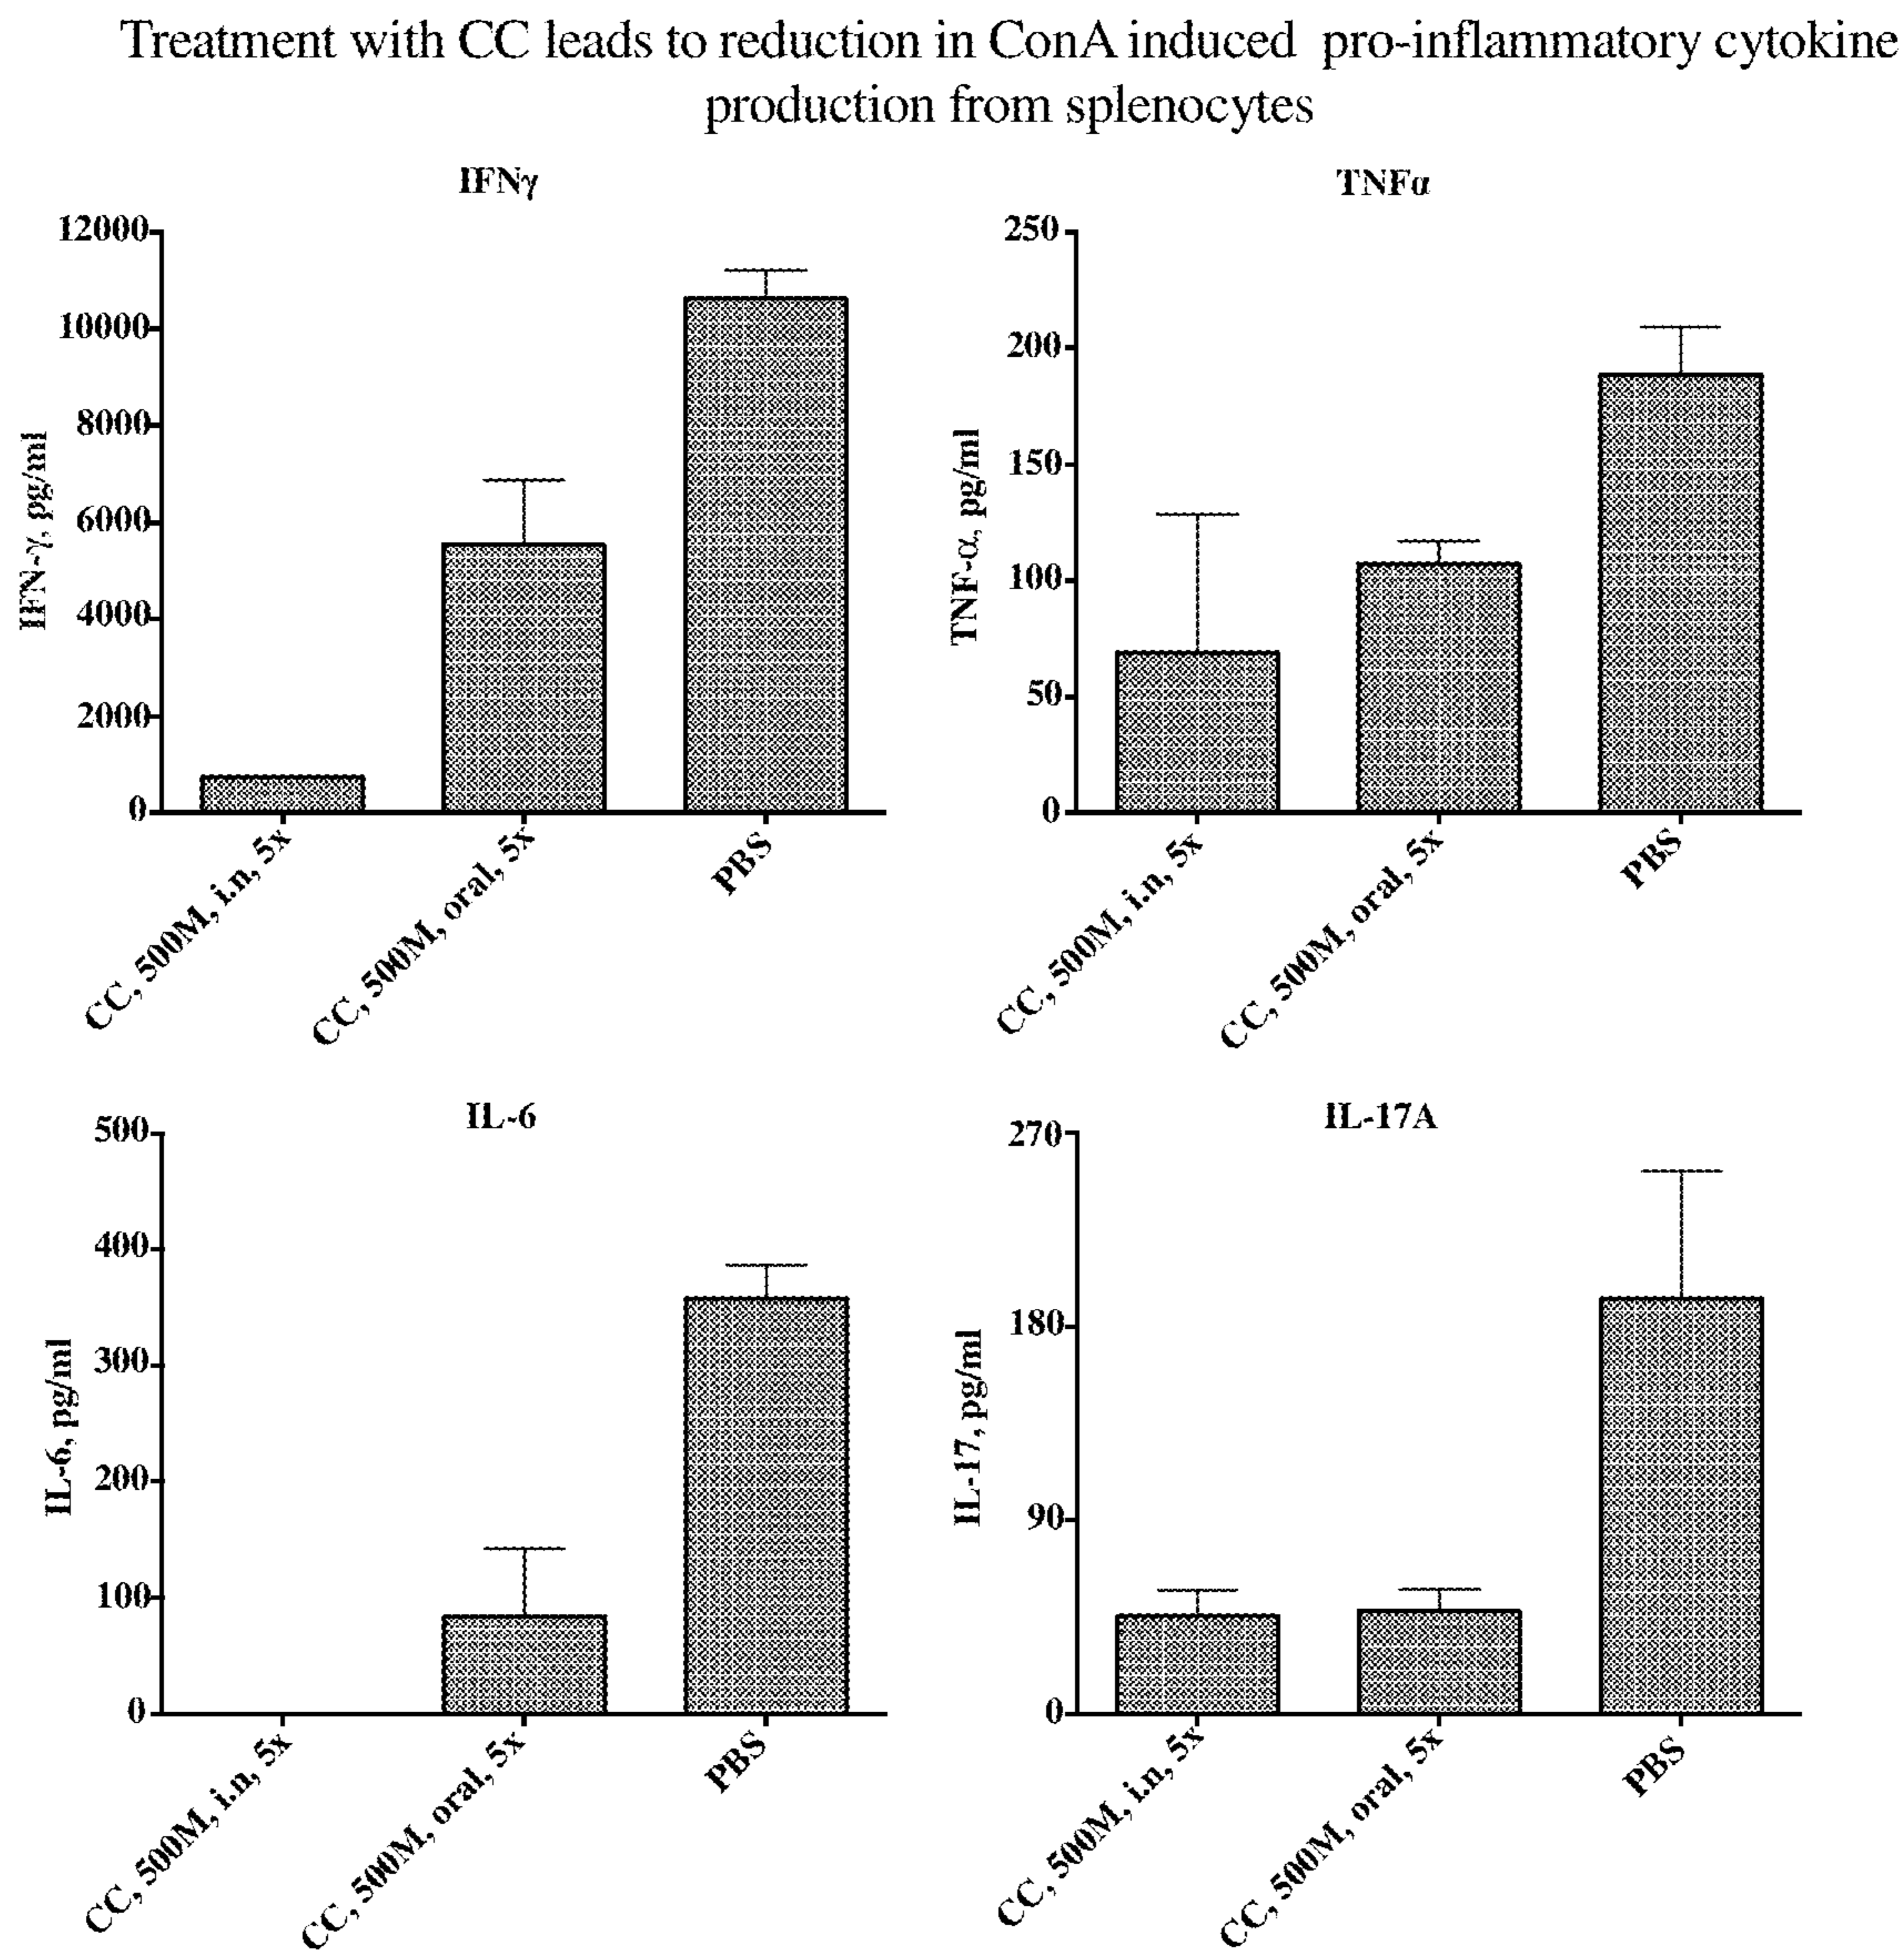 Treatment with CC leads to reduction in ConA induced pro-inflammatory cytokine
production from splenocytes
IFNγ
12000
10000
8000
6000
4000
2000
0
IFN-γ, pg/ml
CC, 500M, i.n, 5x
CC, 500M, oral, 5x
PBS
TNFα
250
200
150
100
50
0
TNF-α, pg/ml
CC, 500M, i.n, 5x
CC, 500M, oral, 5x
PBS
IL-6
500
400
300
200
100
0
IL-6, pg/ml
CC, 500M, i.n, 5x
CC, 500M, oral, 5x
PBS
IL-17A
270
180
90
0
IL-17, pg/ml
CC, 500M, i.n, 5x
CC, 500M, oral, 5x
PBS